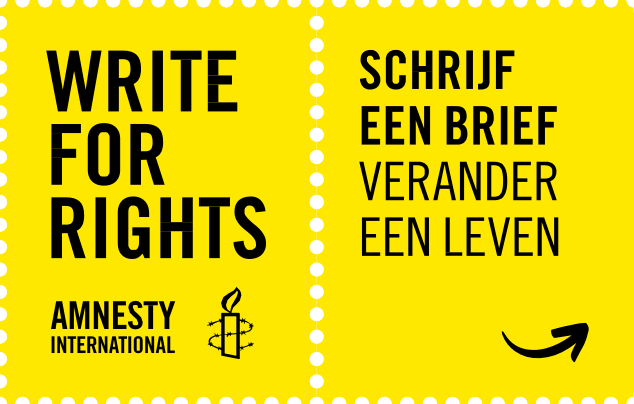 WRITE
FOR
RIGHTS
AMNESTY
INTERNATIONAL
SCHRIJF
EEN BRIEF
VERANDER
EEN LEVEN